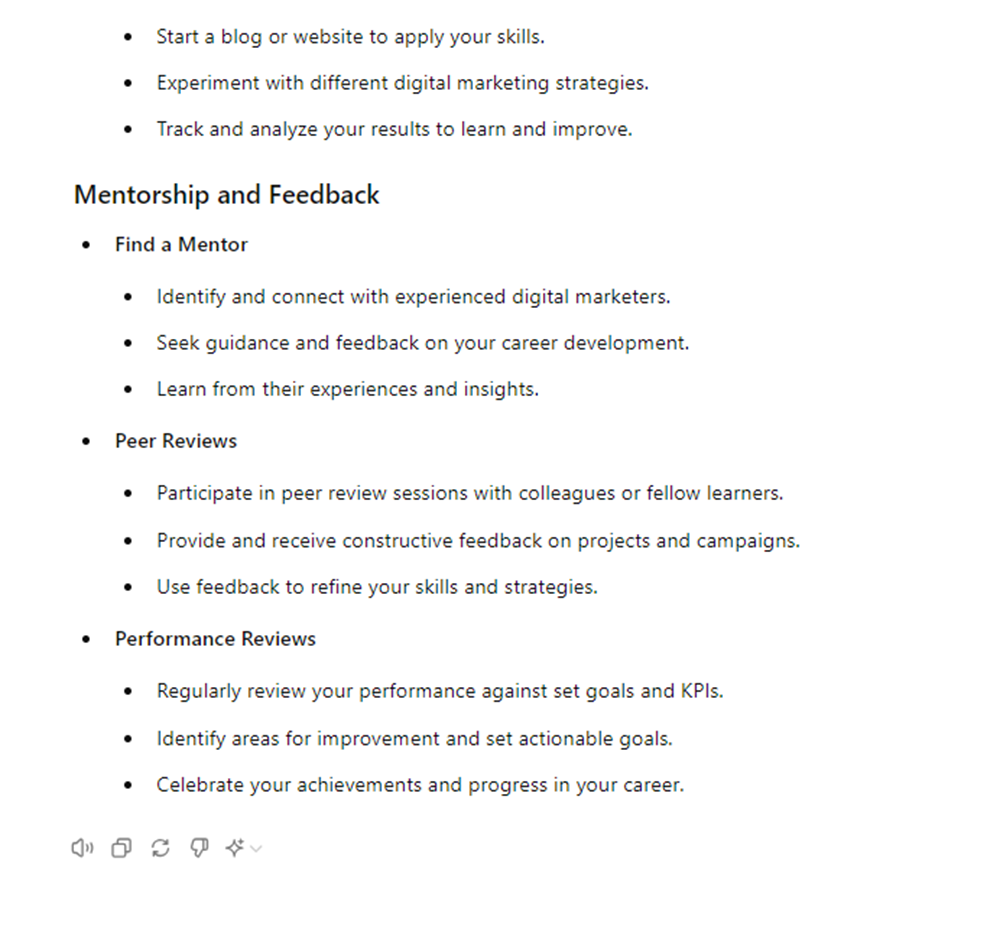 Start a blog or website to apply your skills.
Experiment with different digital marketing strategies.
Track and analyze your results to learn and improve.
Mentorship and Feedback
Find a Mentor
Identify and connect with experienced digital marketers.
Seek guidance and feedback on your career development.
Learn from their experiences and insights.
Peer Reviews
Participate in peer review sessions with colleagues or fellow learners.
Provide and receive constructive feedback on projects and campaigns.
Use feedback to refine your skills and strategies.
Performance Reviews
Regularly review your performance against set goals and KPIs.
Identify areas for improvement and set actionable goals.
Celebrate your achievements and progress in your career.